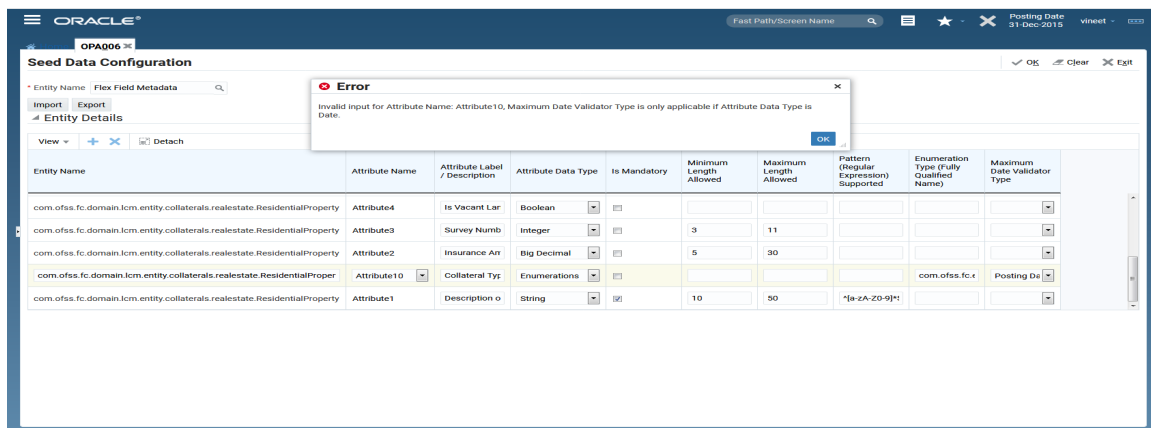 ORACLE®
Fast Path/Screen Name
Posting Date
31-Dec-2015
vineet
OPA006
Seed Data Configuration
OK Clear Exit
* Entity Name Flex Field Metadata
Import Export
Entity Details
Error
Invalid input for Attribute Name: Attribute10, Maximum Date Validator Type is only applicable if Attribute Data Type is
Date.
OK
View Detach
Entity Name
Attribute Name
Attribute Label
/ Description
Attribute Data Type
Is Mandatory
Minimum
Length
Allowed
Maximum
Length
Allowed
Pattern
(Regular
Expression)
Supported
Enumeration
Type (Fully
Qualified
Name)
Maximum
Date Validator
Type
com.ofss.fc.domain.lcm.entity.collaterals.realestate.ResidentialProperty Attribute4 Is Vacant Lar Boolean
com.ofss.fc.domain.lcm.entity.collaterals.realestate.ResidentialProperty Attribute3 Survey Numb Integer 3 11
com.ofss.fc.domain.lcm.entity.collaterals.realestate.ResidentialProperty Attribute2 Insurance Am Big Decimal 5 30
com.ofss.fc.domain.lcm.entity.collaterals.realestate.ResidentialProper Attribute10 Collateral Typ Enumerations com.ofss.fc.e Posting Da
com.ofss.fc.domain.lcm.entity.collaterals.realestate.ResidentialProperty Attribute1 Description o String 10 50 ^[a-zA-Z0-9]*$